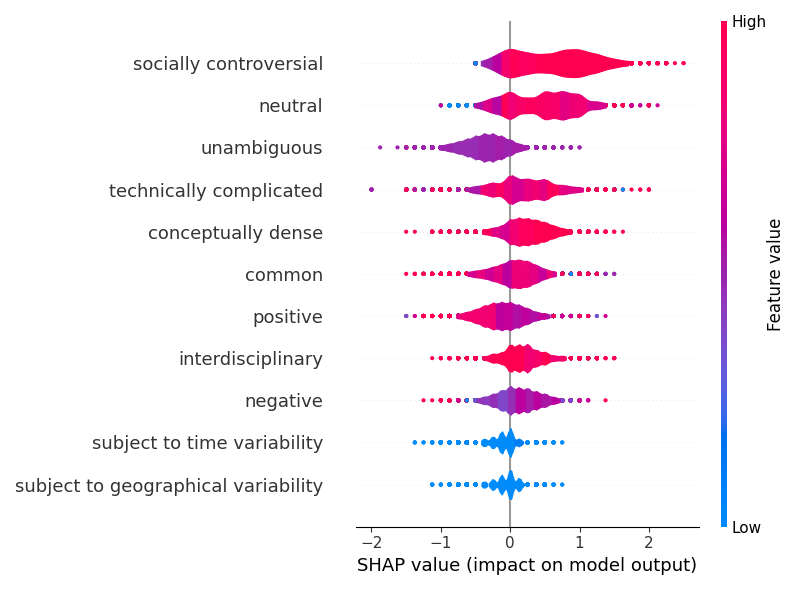 High
socially controversial
neutral
unambiguous
technically complicated
conceptually dense
common
positive
interdisciplinary
negative
subject to time variability
subject to geographical variability
Feature value
Low
−2 −1 0 1 2
SHAP value (impact on model output)